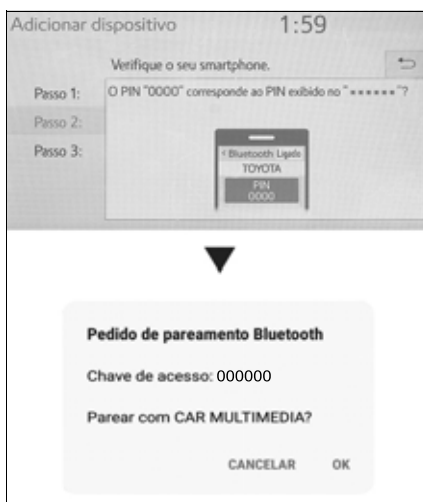 Adicionar dispositivo 1:59
Verifique o seu smartphone.
Passo 1:
O PIN "0000" corresponde ao PIN exibido no "••••••"?
Passo 2:
Passo 3:
< Bluetooth Ligado
TOYOTA
PIN
0000
Pedido de pareamento Bluetooth
Chave de acesso: 000000
Parear com CAR MULTIMEDIA?
CANCELAR OK